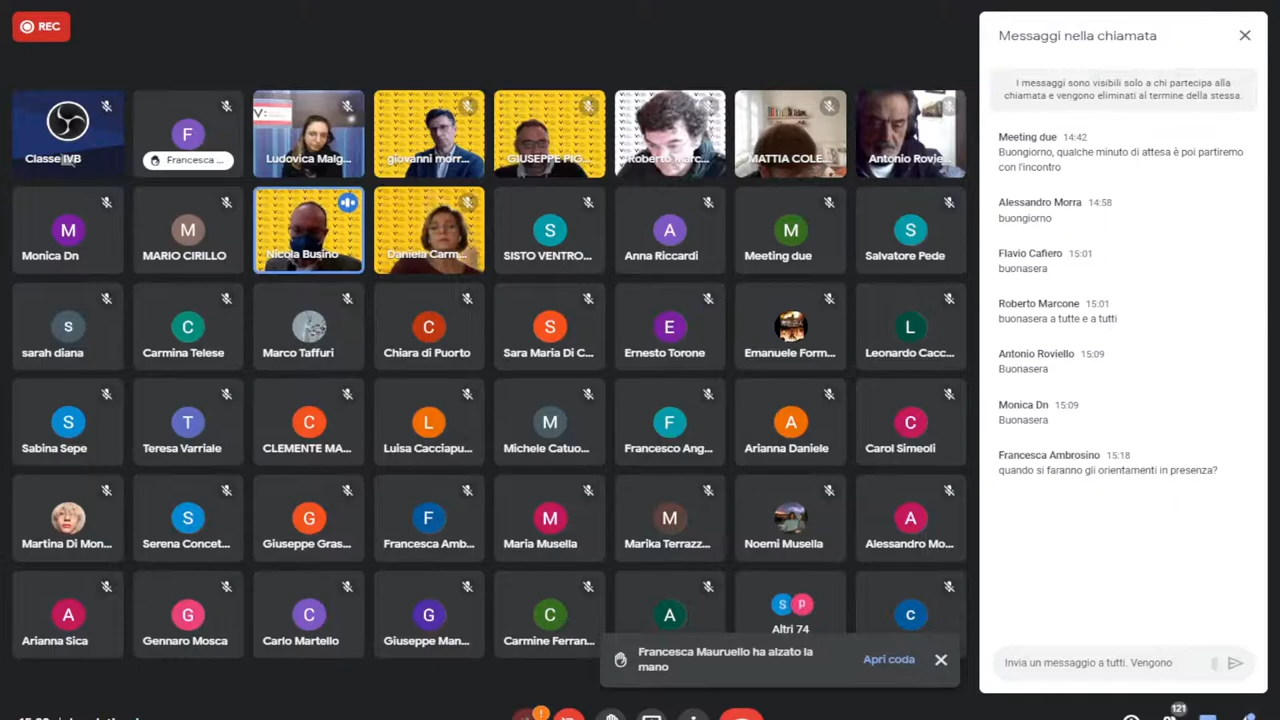 REC
Messaggi nella chiamata
I messaggi sono visibili solo a chi partecipa alla
chiamata e vengono eliminati al termine della stessa.
Classe IVB
F
Francesca ...
Ludovica Malg...
giovanni morr...
GIUSEPPE PIG...
Roberto Marc...
MATTIA COLE...
Antonio Rovie...
M
Monica Dn
M
MARIO CIRILLO
Nicola Busino
Daniela Carm...
S
SISTO VENTRO...
A
Anna Riccardi
M
Meeting due
S
Salvatore Pede
s
sarah diana
C
Carmina Telese
Marco Taffuri
C
Chiara di Puorto
S
Sara Maria Di C...
E
Ernesto Torone
Emanuele Form...
L
Leonardo Cacc...
S
Sabina Sepe
T
Teresa Varriale
C
CLEMENTE MA...
L
Luisa Cacciapu...
M
Michele Catuo...
F
Francesco Ang...
A
Arianna Daniele
C
Carol Simeoli
Martina Di Mon...
S
Serena Concet...
G
Giuseppe Gras...
F
Francesca Amb...
M
Maria Musella
M
Marika Terrazz...
Noemi Musella
A
Alessandro Mo...
A
Arianna Sica
G
Gennaro Mosca
C
Carlo Martello
G
Giuseppe Man...
C
Carmine Ferran...
A
S P
Altri 74
c
Francesca Mauruello ha alzato la
mano
Apri coda
Meeting due 14:42
Buongiorno, qualche minuto di attesa è poi partiremo
con l'incontro
Alessandro Morra 14:58
buongiorno
Flavio Cafiero 15:01
buonasera
Roberto Marcone 15:01
buonasera a tutte e a tutti
Antonio Roviello 15:09
Buonasera
Monica Dn 15:09
Buonasera
Francesca Ambrosino 15:18
quando si faranno gli orientamenti in presenza?
Invia un messaggio a tutti. Vengono
121